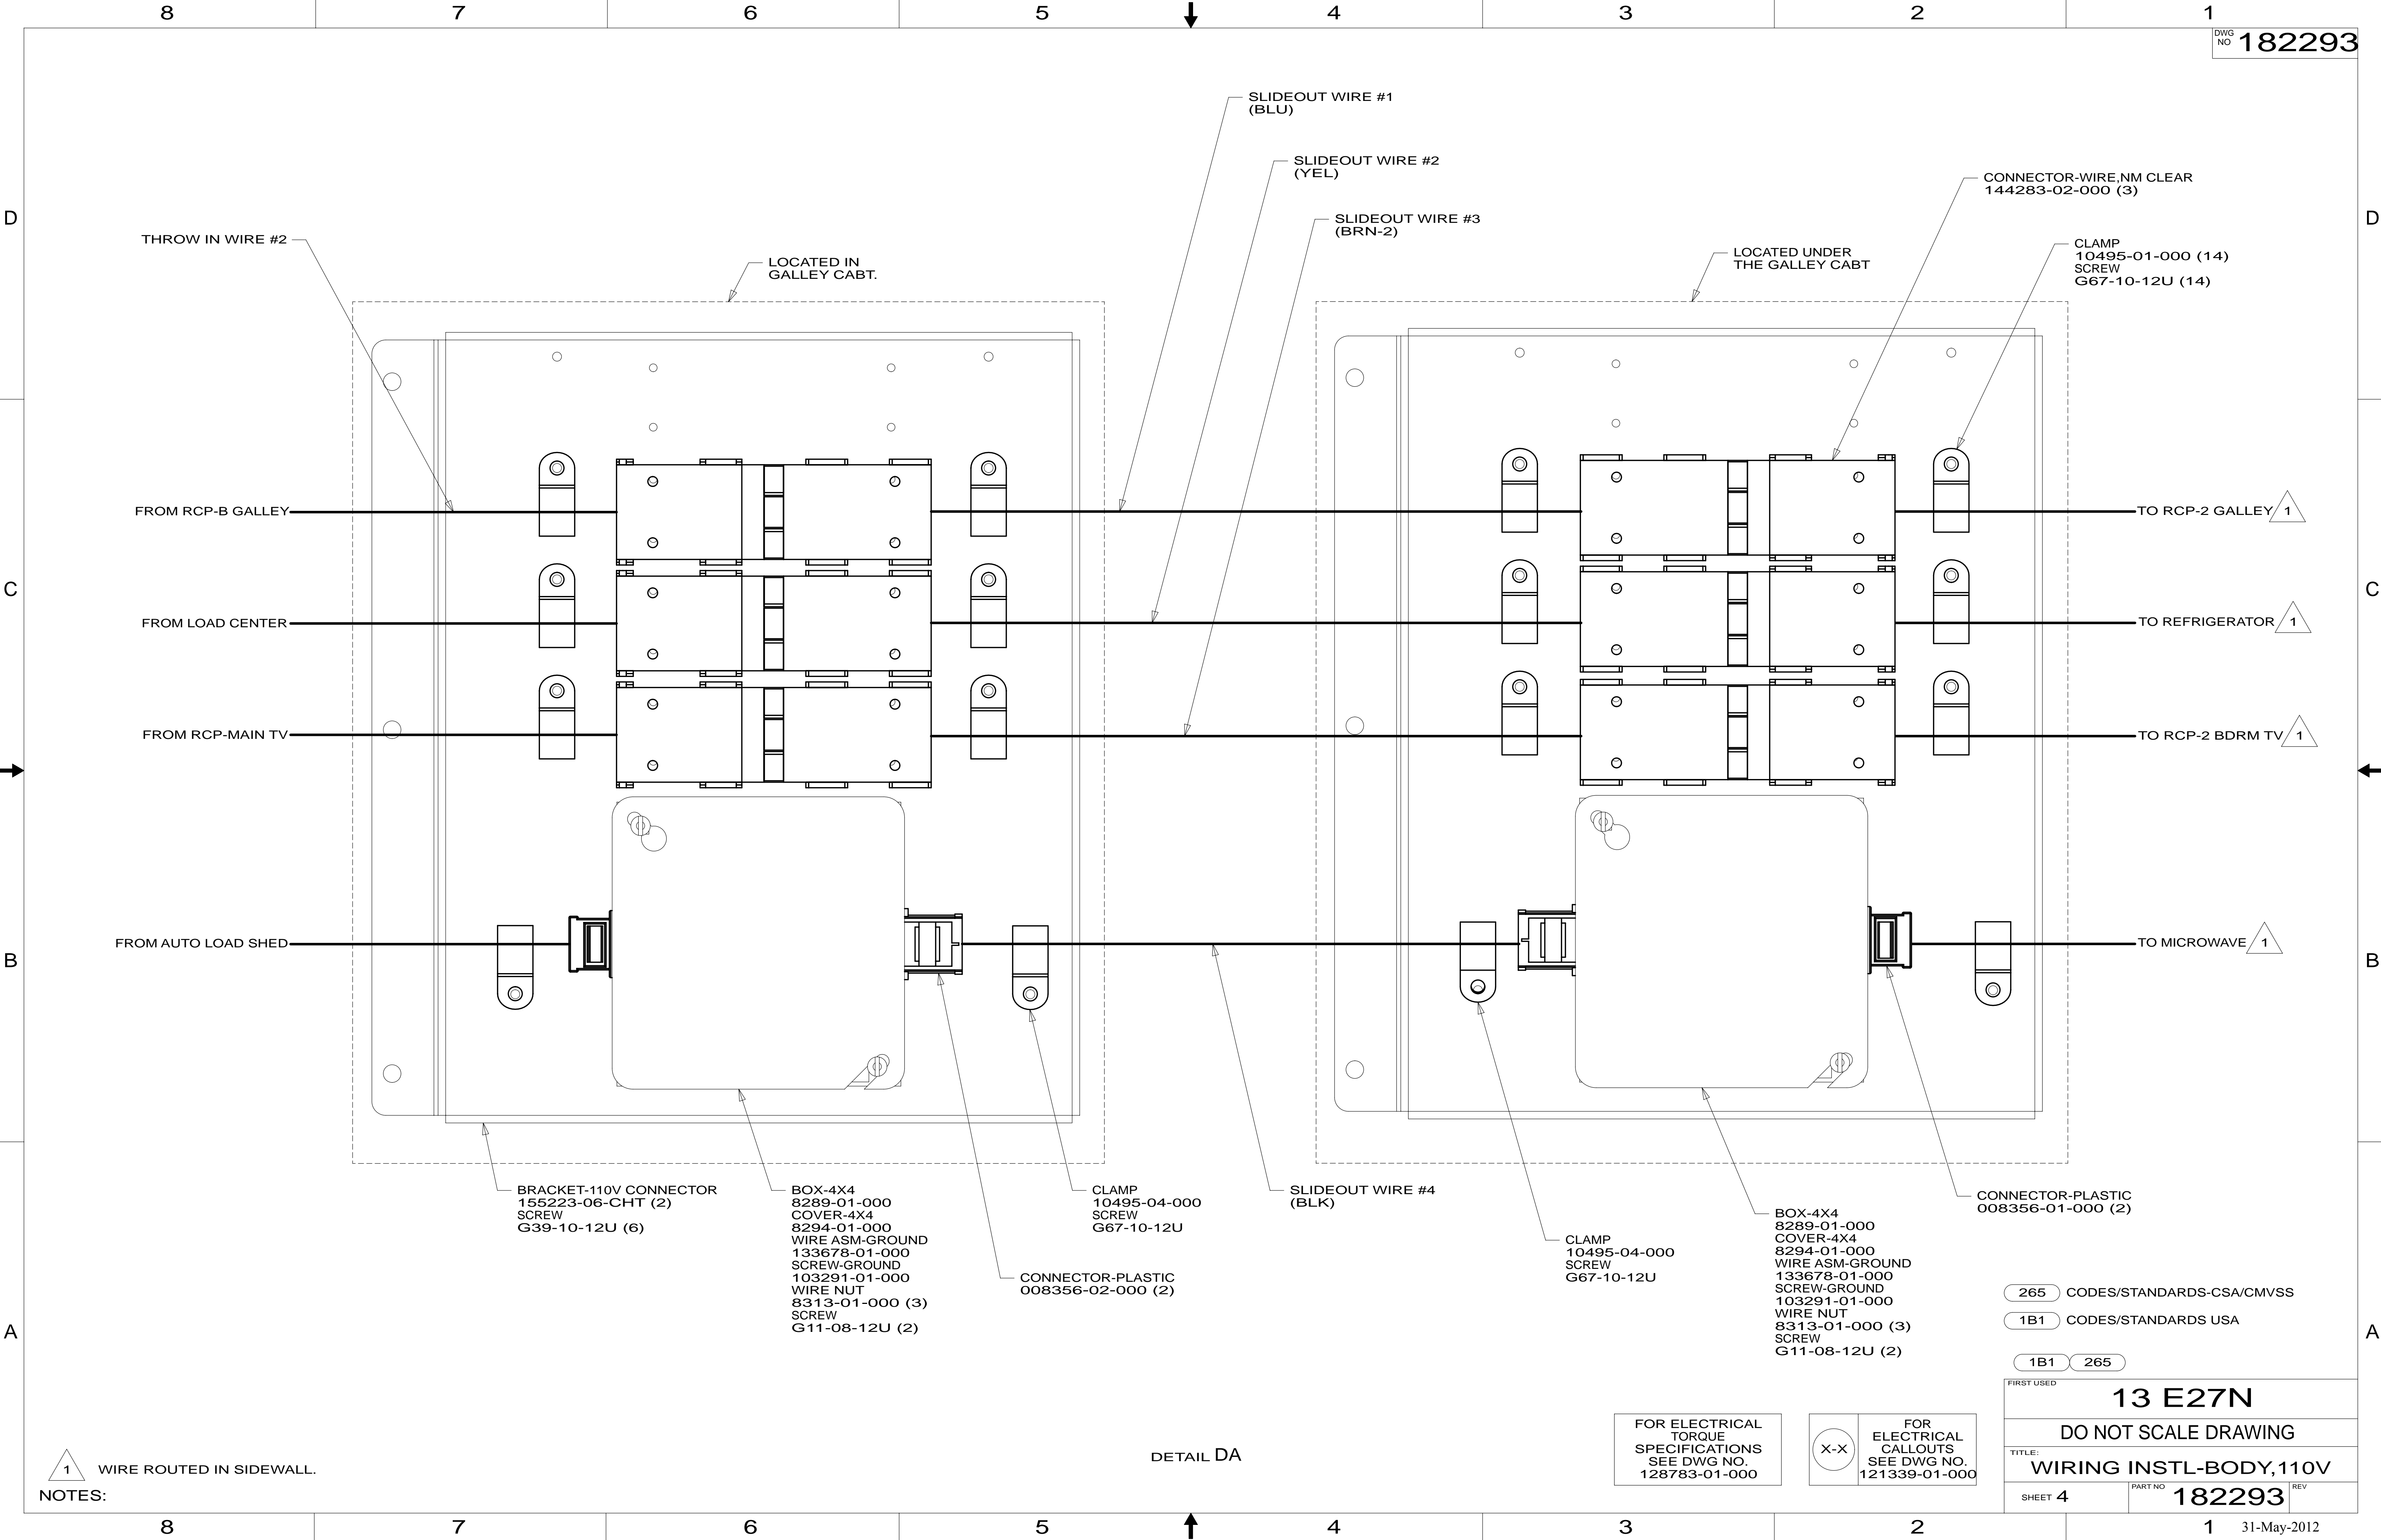 8 7 6 5 4 3 2 1
DWG
NO
182293
SLIDEOUT WIRE #1
(BLU)
SLIDEOUT WIRE #2
(YEL)
CONNECTOR-WIRE,NM CLEAR
144283-02-000 (3)
D
D
SLIDEOUT WIRE #3
(BRN-2)
THROW IN WIRE #2
LOCATED IN
GALLEY CABT.
LOCATED UNDER
THE GALLEY CABT
CLAMP
10495-01-000 (14)
SCREW
G67-10-12U (14)
FROM RCP-B GALLEY
TO RCP-2 GALLEY
1
C
C
FROM LOAD CENTER
TO REFRIGERATOR
1
FROM RCP-MAIN TV
TO RCP-2 BDRM TV
1
FROM AUTO LOAD SHED
TO MICROWAVE
1
B
B
BRACKET-110V CONNECTOR
155223-06-CHT (2)
SCREW
G39-10-12U (6)
BOX-4X4
8289-01-000
COVER-4X4
8294-01-000
WIRE ASM-GROUND
133678-01-000
SCREW-GROUND
103291-01-000
WIRE NUT
8313-01-000 (3)
SCREW
G11-08-12U (2)
CLAMP
10495-04-000
SCREW
G67-10-12U
CONNECTOR-PLASTIC
008356-02-000 (2)
SLIDEOUT WIRE #4
(BLK)
CLAMP
10495-04-000
SCREW
G67-10-12U
BOX-4X4
8289-01-000
COVER-4X4
8294-01-000
WIRE ASM-GROUND
133678-01-000
SCREW-GROUND
103291-01-000
WIRE NUT
8313-01-000 (3)
SCREW
G11-08-12U (2)
CONNECTOR-PLASTIC
008356-01-000 (2)
265 CODES/STANDARDS-CSA/CMVSS
1B1 CODES/STANDARDS USA
A
A
1B1 265
FIRST USED
13 E27N
DO NOT SCALE DRAWING
TITLE:
WIRING INSTL-BODY,110V
SHEET 4
PART NO 182293
REV
FOR ELECTRICAL
TORQUE
SPECIFICATIONS
SEE DWG NO.
128783-01-000
X-X
FOR
ELECTRICAL
CALLOUTS
SEE DWG NO.
121339-01-000
DETAIL DA
1 WIRE ROUTED IN SIDEWALL.
NOTES:
8 7 6 5 4 3 2 1
31-May-2012